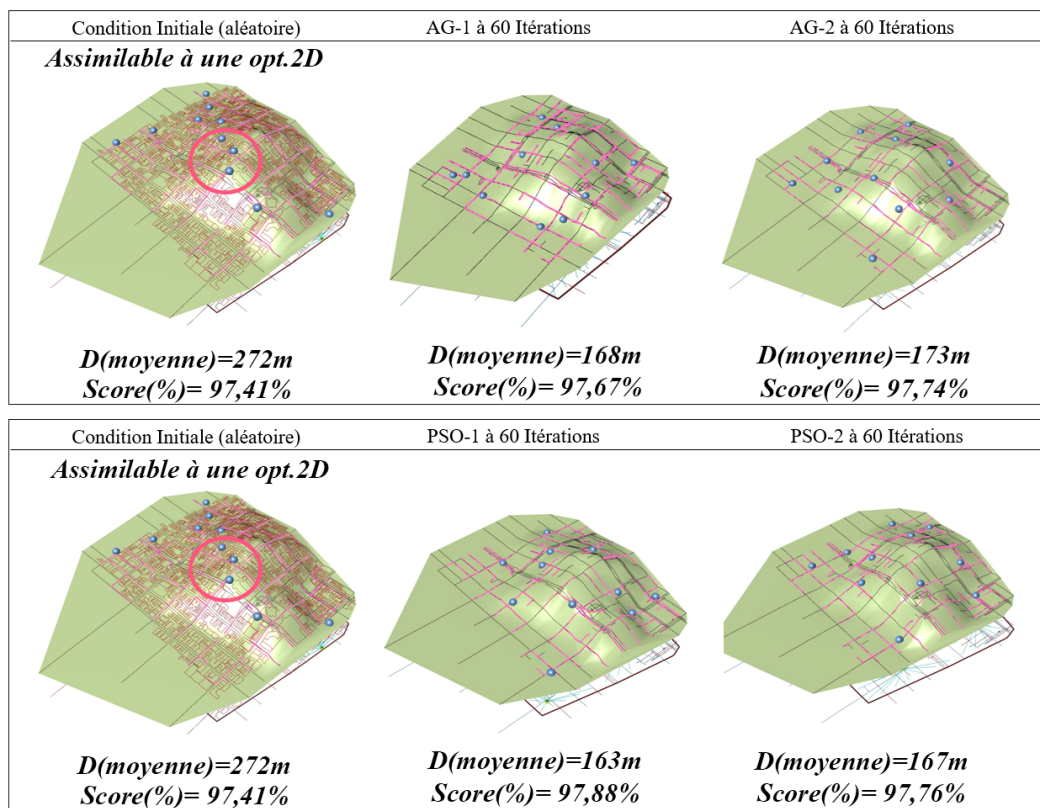 Condition Initiale (aléatoire) AG-1 à 60 Itérations AG-2 à 60 Itérations
Assimilable à une opt.2D
D(moyenne)=272m D(moyenne)=168m D(moyenne)=173m
Score(%)= 97,41% Score(%)= 97,67% Score(%)= 97,74%
Condition Initiale (aléatoire) PSO-1 à 60 Itérations PSO-2 à 60 Itérations
Assimilable à une opt.2D
D(moyenne)=272m D(moyenne)=163m D(moyenne)=167m
Score(%)= 97,41% Score(%)= 97,88% Score(%)= 97,76%